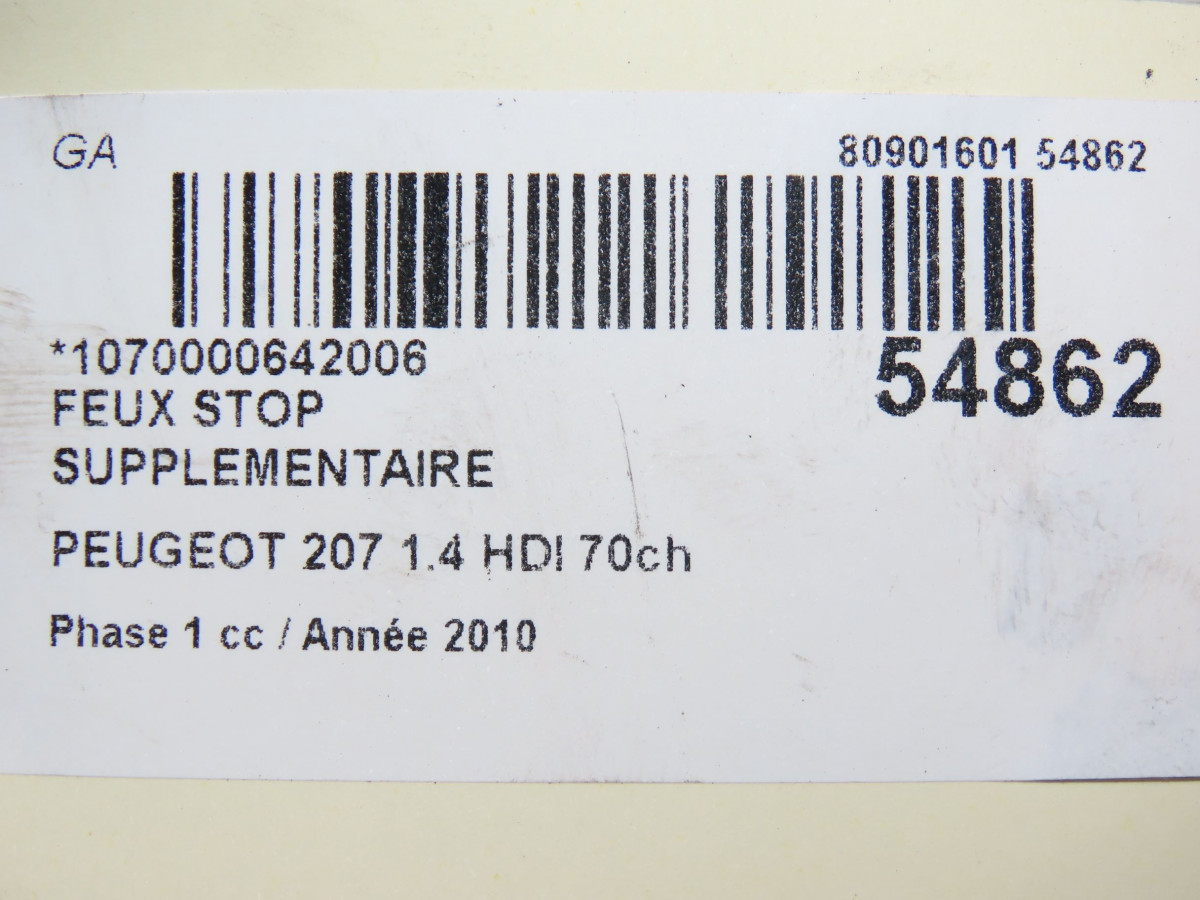 GA
80901601 54862
*1070000642006
54862
FEUX STOP
SUPPLEMENTAIRE
PEUGEOT 207 1.4 HDI 70ch
Phase 1 cc / Année 2010